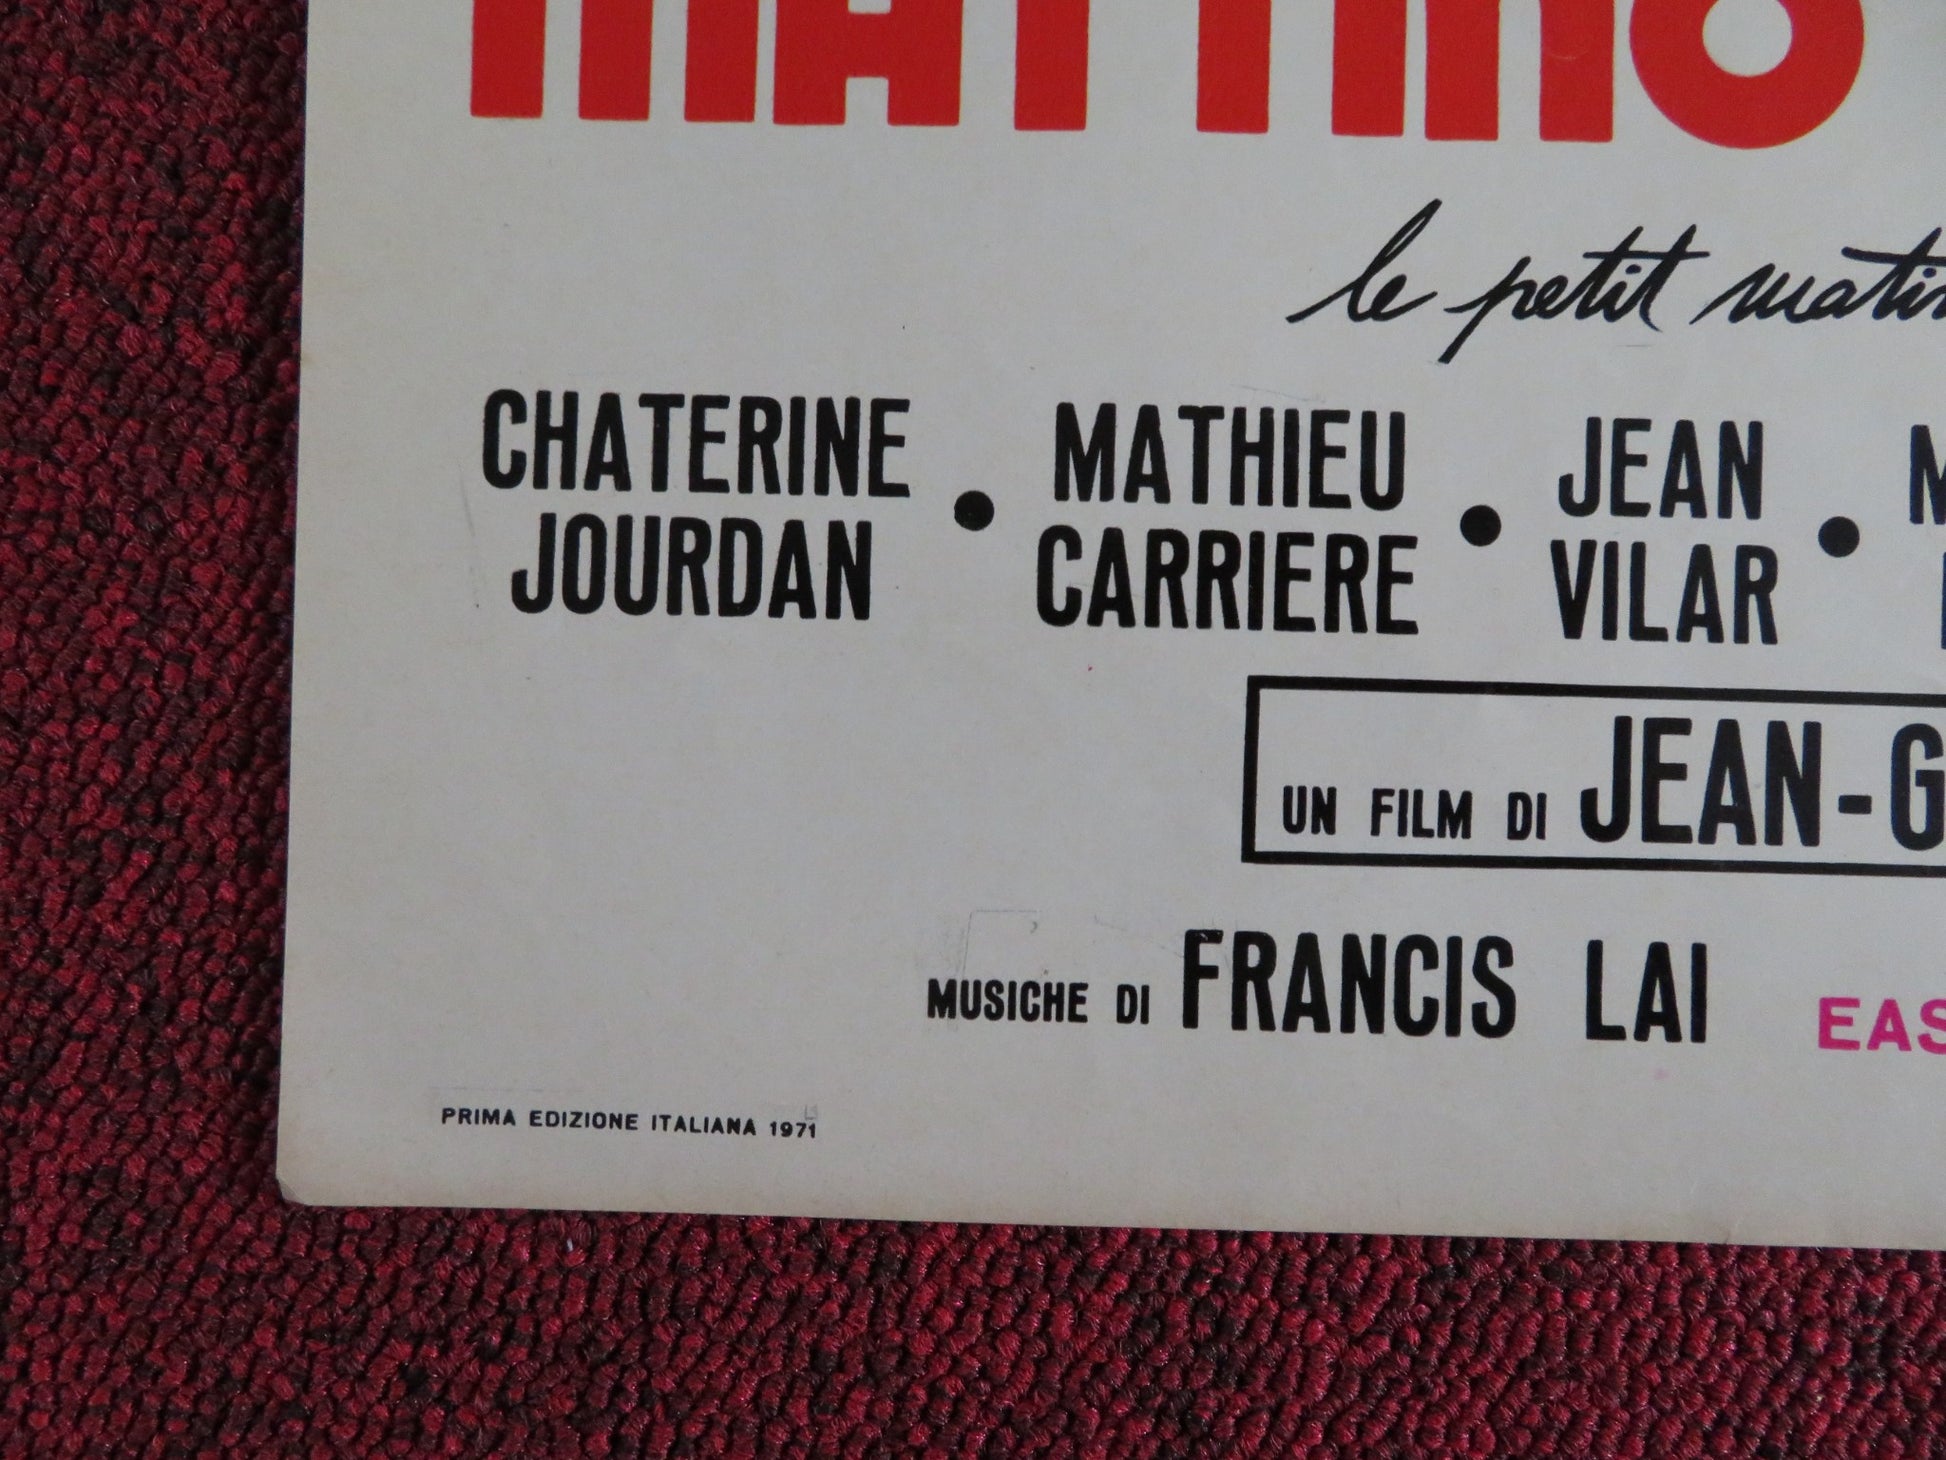 MATTINO
le petit matin
CHATERINE JOURDAN • MATHIEU CARRIERE • JEAN VILAR •
UN FILM DI JEAN-G
MUSICHE DI FRANCIS LAI EAS
PRIMA EDIZIONE ITALIANA 1971